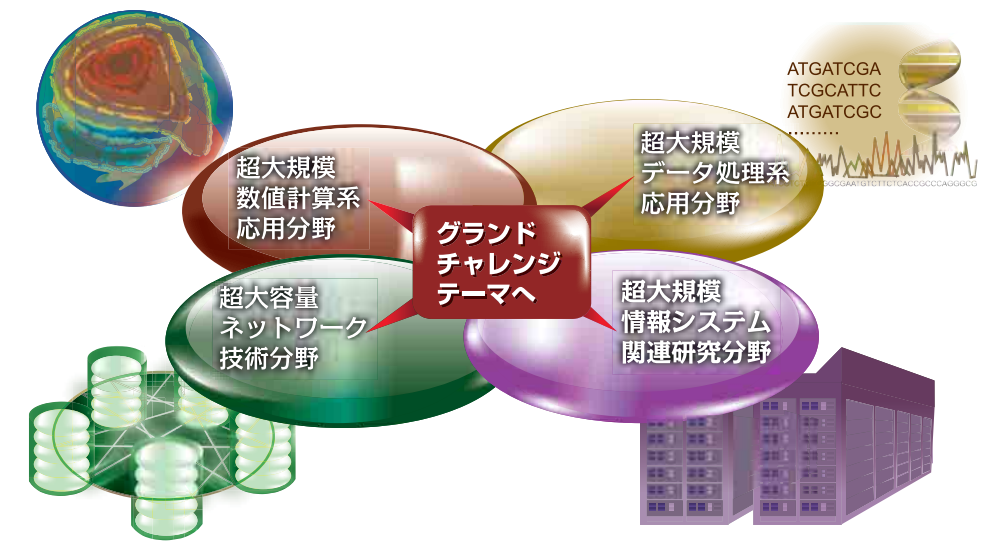 超大規模
数値計算系
応用分野
超大規模
データ処理系
応用分野
ATGATCGA
TCGCATTC
ATGATCGC
.........
GGCGAATGTCTTCTCACCGCCCAGGGCG
グランド
チャレンジ
テーマへ
超大容量
ネットワーク
技術分野
超大規模
情報システム
関連研究分野